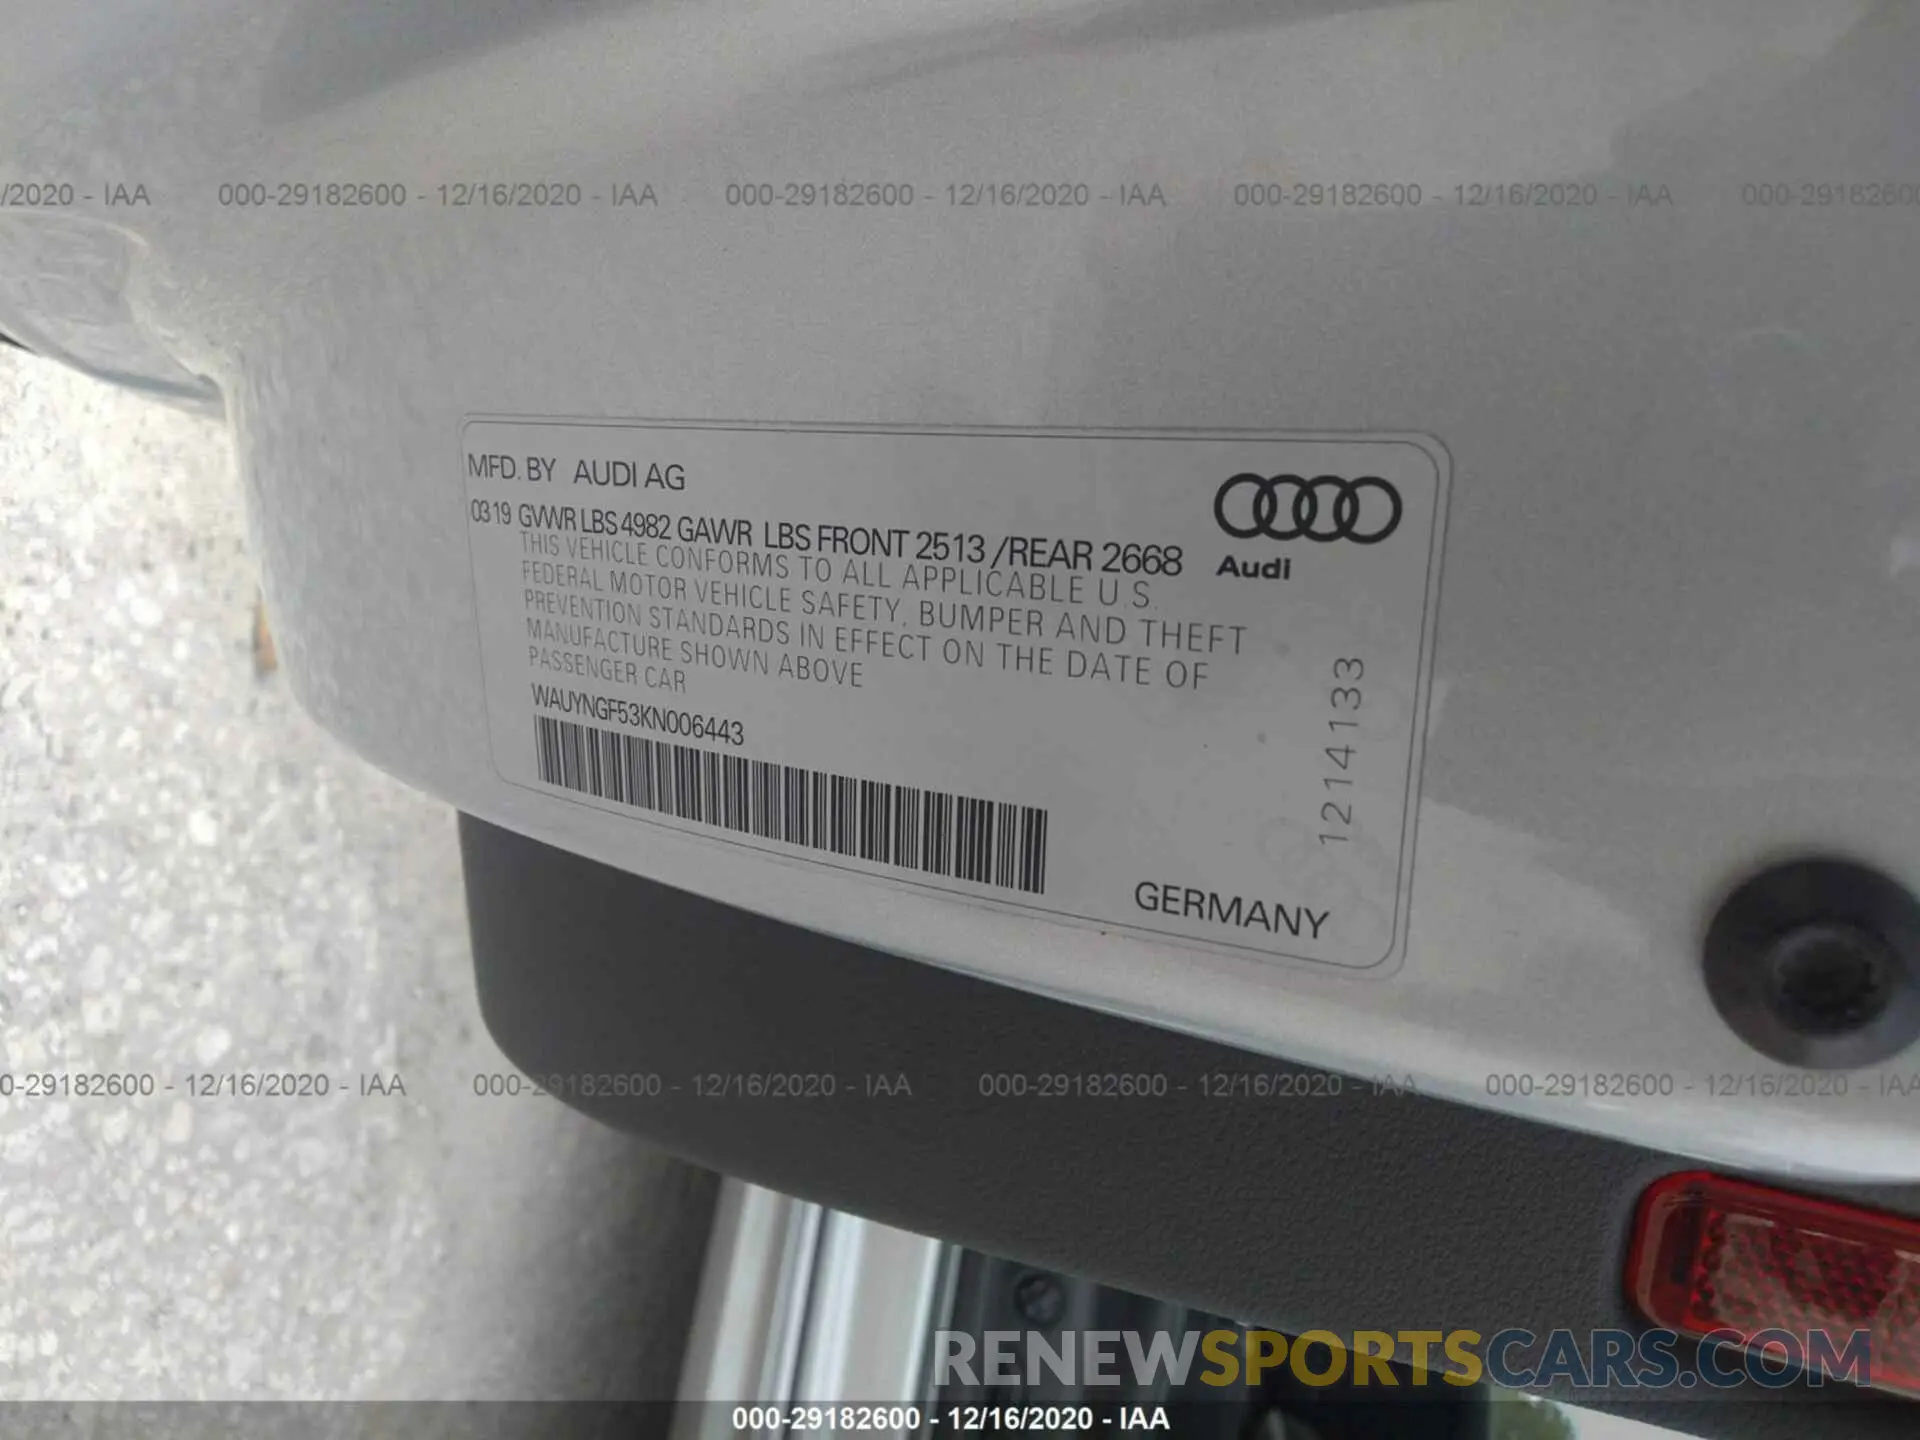 /2020 - IAA 000-29182600 - 12/16/2020 - IAA 000-29182600 - 12/16/2020 - IAA 000-29182600 - 12/16/2020 - IAA 000-2918260
MFD. BY AUDI AG
0319 GVWR LBS 4982 GAWR LBS FRONT 2513 /REAR 2668
THIS VEHICLE CONFORMS TO ALL APPLICABLE U.S.
FEDERAL MOTOR VEHICLE SAFETY, BUMPER AND THEFT
PREVENTION STANDARDS IN EFFECT ON THE DATE OF
MANUFACTURE SHOWN ABOVE
PASSENGER CAR
WAUYNGF53KN006443
Audi
1214133
GERMANY
0-29182600 - 12/16/2020 - IAA 000-29182600 - 12/16/2020 - IAA 000-29182600 - 12/16/2020 - IAA 000-29182600 - 12/16/2020 - IAA
RENEWSPORTSCARS.COM
000-29182600 - 12/16/2020 - IAA